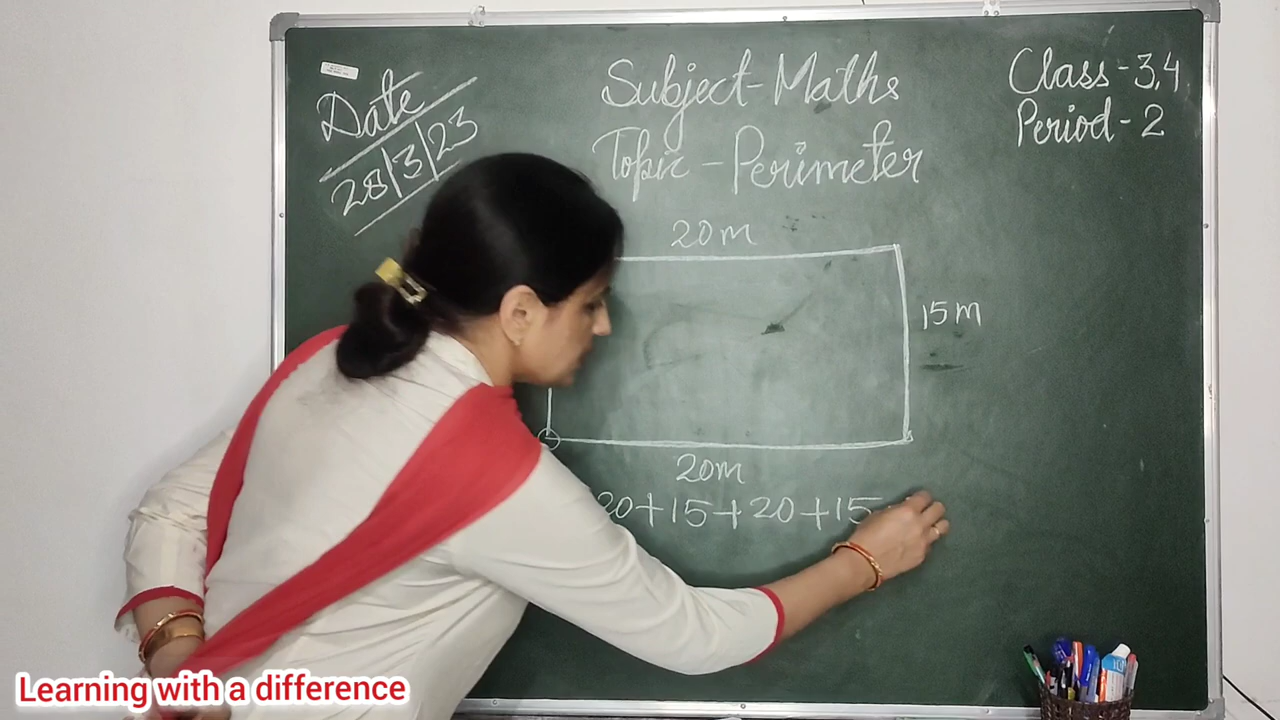 Date
28/3/23
Subject-Maths
Topic-Perimeter
Class-3,4
Period-2
20m
15m
20m
20+15+20+15
Learning with a difference